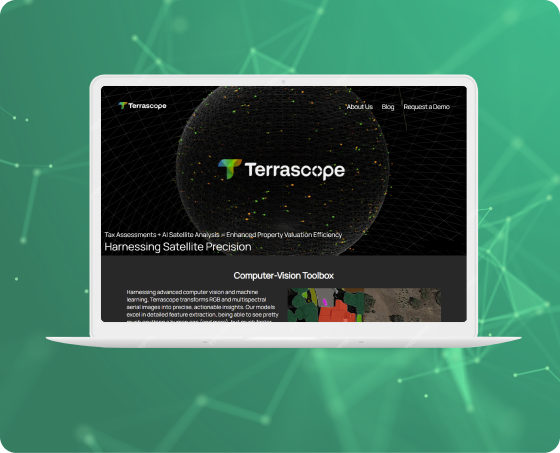 Terrascope
About Us
Blog
Request a Demo
Terrascope
Tax Assessments + AI Satellite Analysis = Enhanced Property Valuation Efficiency
Harnessing Satellite Precision
Computer-Vision Toolbox
Harnessing advanced computer vision and machine
learning, Terrascope transforms RGB and multispectral
aerial images into precise, actionable insights. Our models
excel in detailed feature extraction, being able to see pretty